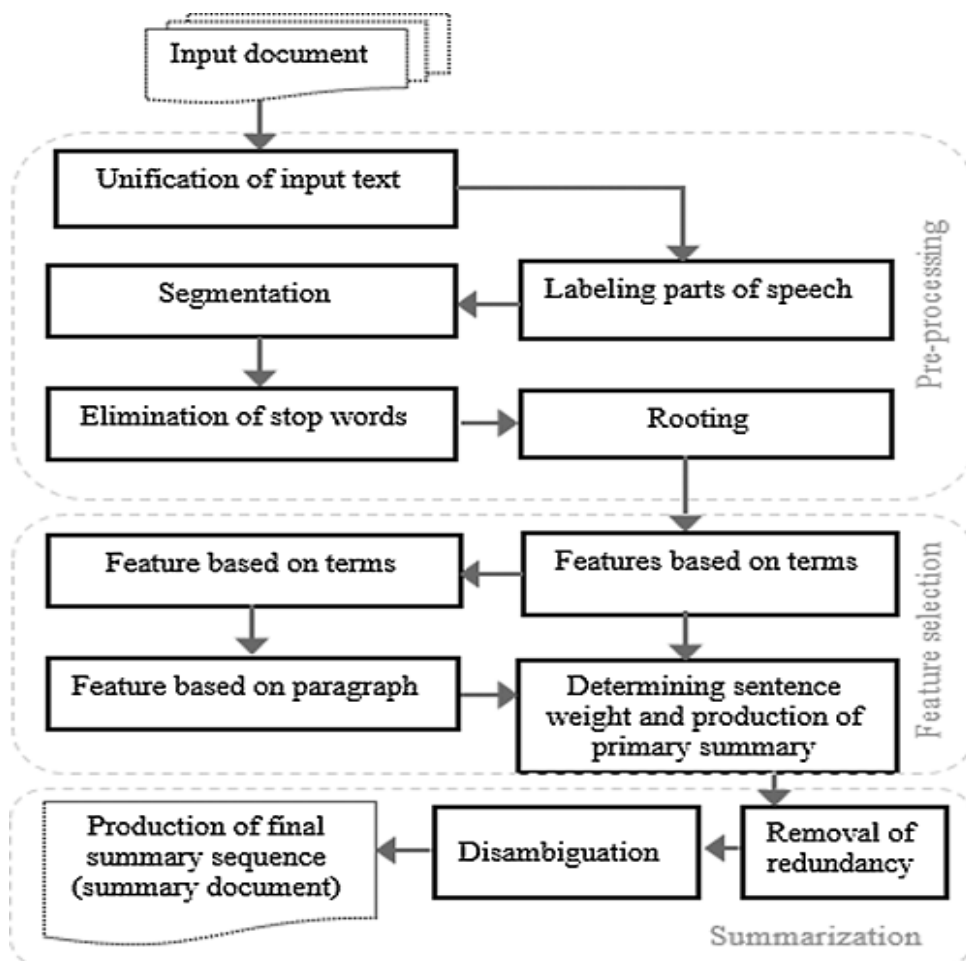 Input document
Unification of input text
Labeling parts of speech
Segmentation
Elimination of stop words
Rooting
Pre-processing
Features based on terms
Feature based on terms
Feature based on paragraph
Determining sentence
weight and production of
primary summary
Feature selection
Removal of
redundancy
Disambiguation
Production of final
summary sequence
(summary document)
Summarization